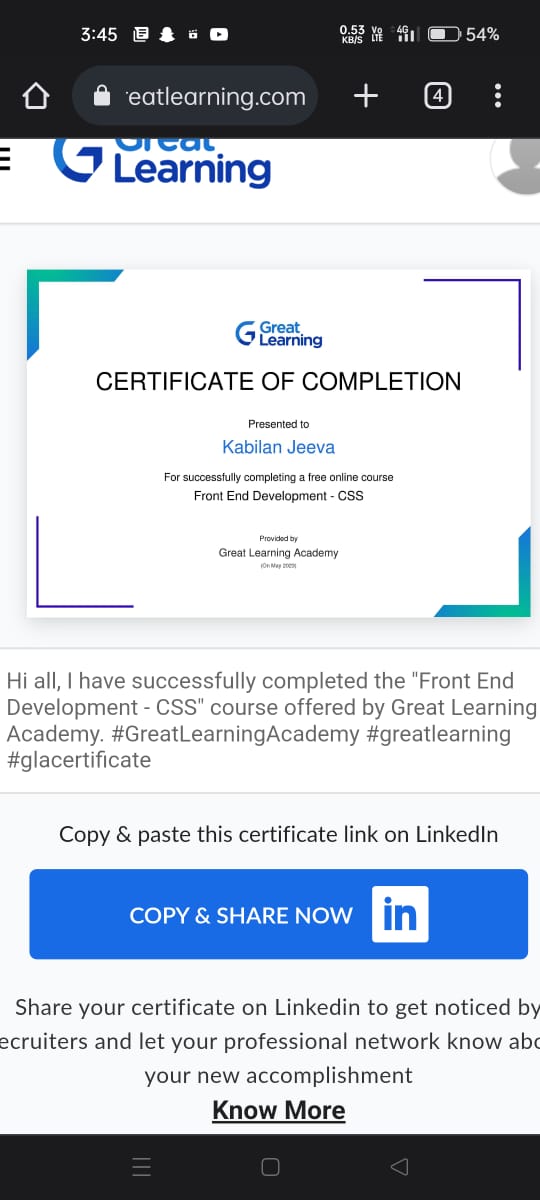 3:45
0.53 KB/S
Vo LTE
4G
54%
eatlearning.com
4
Great
Learning
Great
Learning
CERTIFICATE OF COMPLETION
Presented to
Kabilan Jeeva
For successfully completing a free online course
Front End Development - CSS
Provided by
Great Learning Academy
(On May 2023)
Hi all, I have successfully completed the "Front End
Development - CSS" course offered by Great Learning
Academy. #GreatLearningAcademy #greatlearning
#glacertificate
Copy & paste this certificate link on LinkedIn
COPY & SHARE NOW in
Share your certificate on Linkedin to get noticed by
ecruiters and let your professional network know abo
your new accomplishment
Know More